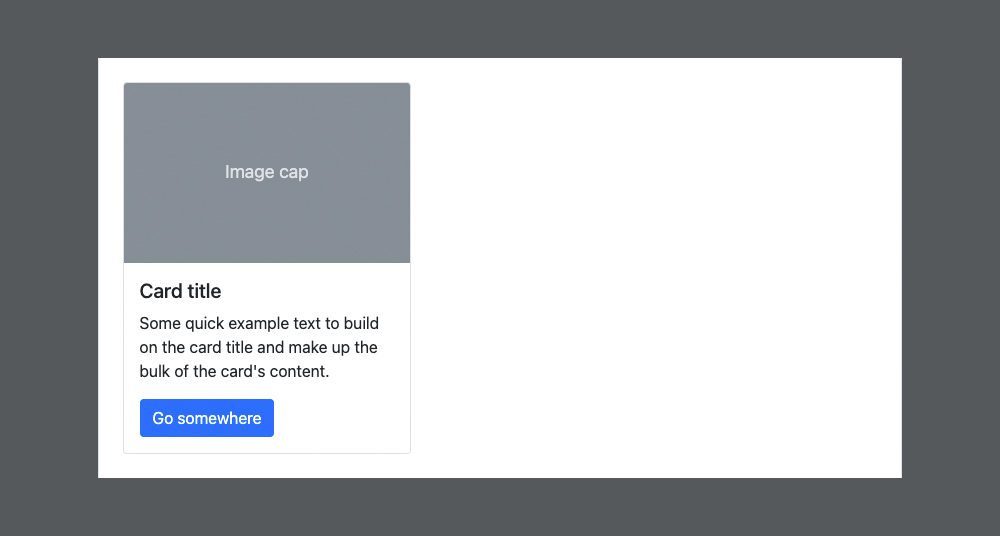 Image cap
Card title
Some quick example text to build
on the card title and make up the
bulk of the card's content.
Go somewhere